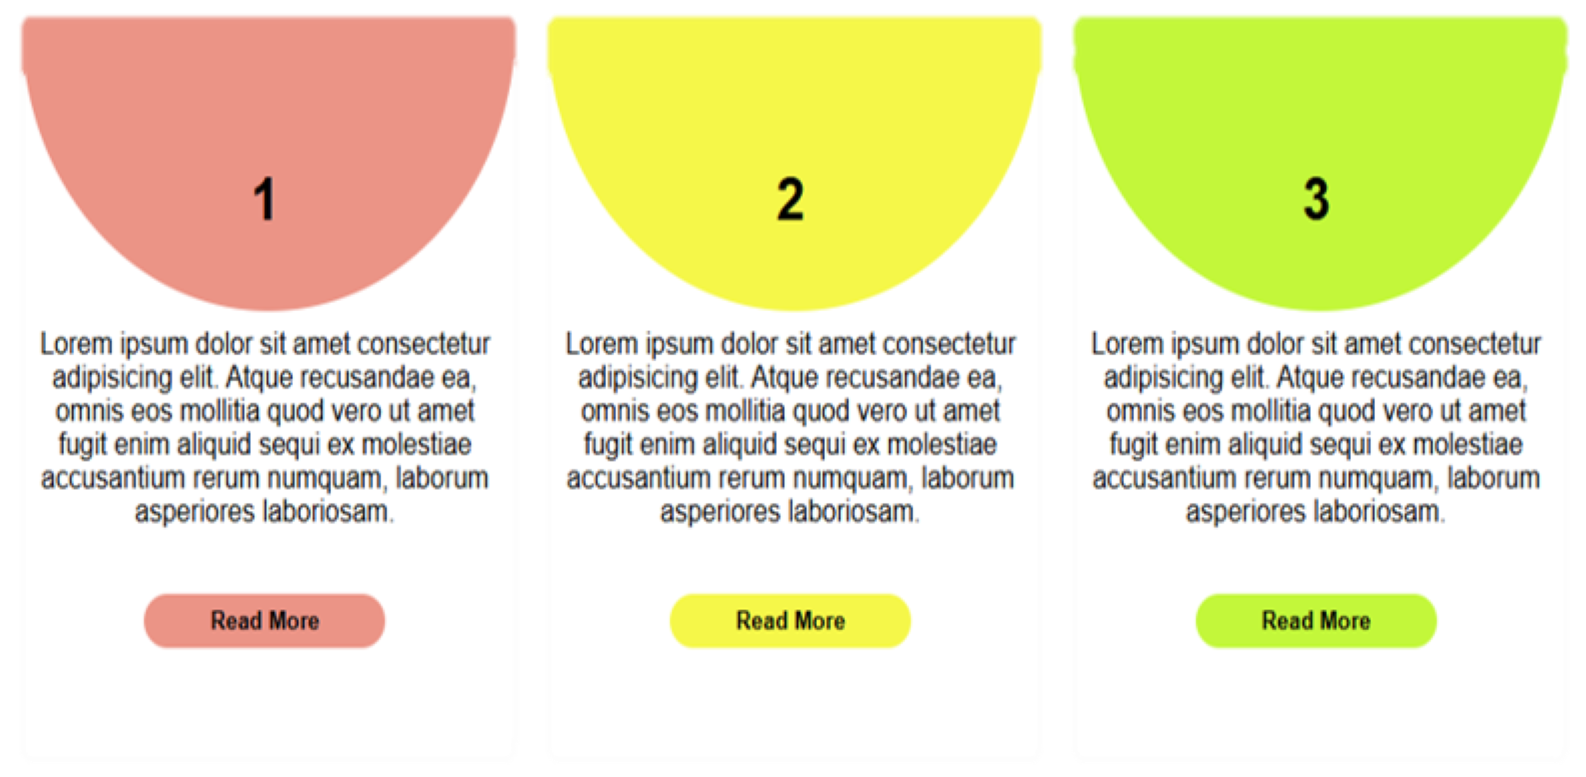 1
Lorem ipsum dolor sit amet consectetur
adipisicing elit. Atque recusandae ea,
omnis eos mollitia quod vero ut amet
fugit enim aliquid sequi ex molestiae
accusantium rerum numquam, laborum
asperiores laboriosam.
Read More
2
Lorem ipsum dolor sit amet consectetur
adipisicing elit. Atque recusandae ea,
omnis eos mollitia quod vero ut amet
fugit enim aliquid sequi ex molestiae
accusantium rerum numquam, laborum
asperiores laboriosam.
Read More
3
Lorem ipsum dolor sit amet consectetur
adipisicing elit. Atque recusandae ea,
omnis eos mollitia quod vero ut amet
fugit enim aliquid sequi ex molestiae
accusantium rerum numquam, laborum
asperiores laboriosam.
Read More